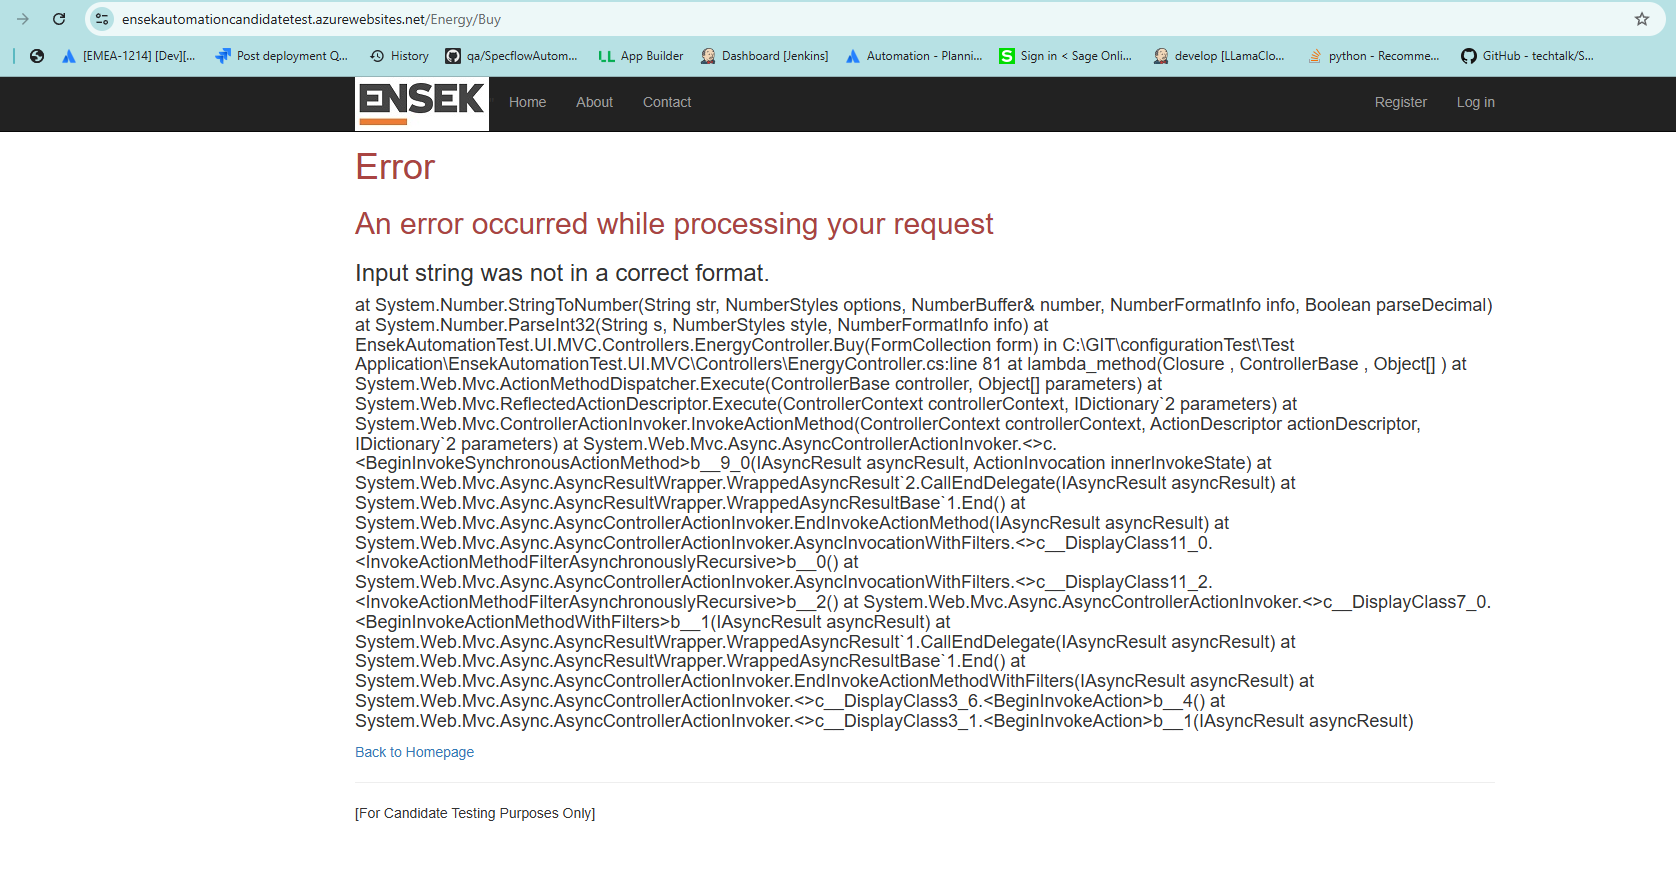 ensekautomationcandidatetest.azurewebsites.net/Energy/Buy
[EMEA-1214] [Dev][... Post deployment Q... History qa/SpecflowAutom... App Builder Dashboard [Jenkins] Automation - Planni... Sign in < Sage Onli... develop [LLamaClo... python - Recomme... GitHub - techtalk/S...
ENSEK Home About Contact Register Log in
Error
An error occurred while processing your request
Input string was not in a correct format.
at System.Number.StringToNumber(String str, NumberStyles options, NumberBuffer& number, NumberFormatInfo info, Boolean parseDecimal)
at System.Number.ParseInt32(String s, NumberStyles style, NumberFormatInfo info) at
EnsekAutomationTest.UI.MVC.Controllers.EnergyController.Buy(FormCollection form) in C:\GIT\configurationTest\Test
Application\EnsekAutomationTest.UI.MVC\Controllers\EnergyController.cs:line 81 at lambda_method(Closure , ControllerBase , Object[] ) at
System.Web.Mvc.ActionMethodDispatcher.Execute(ControllerBase controller, Object[] parameters) at
System.Web.Mvc.ReflectedActionDescriptor.Execute(ControllerContext controllerContext, IDictionary`2 parameters) at
System.Web.Mvc.ControllerActionInvoker.InvokeActionMethod(ControllerContext controllerContext, ActionDescriptor actionDescriptor,
IDictionary`2 parameters) at System.Web.Mvc.Async.AsyncControllerActionInvoker.<>c.
<BeginInvokeSynchronousActionMethod>b__9_0(IAsyncResult asyncResult, ActionInvocation innerInvokeState) at
System.Web.Mvc.Async.AsyncResultWrapper.WrappedAsyncResult`2.CallEndDelegate(IAsyncResult asyncResult) at
System.Web.Mvc.Async.AsyncResultWrapper.WrappedAsyncResultBase`1.End() at
System.Web.Mvc.Async.AsyncControllerActionInvoker.EndInvokeActionMethod(IAsyncResult asyncResult) at
System.Web.Mvc.Async.AsyncControllerActionInvoker.AsyncInvocationWithFilters.<>c__DisplayClass11_0.
<InvokeActionMethodFilterAsynchronouslyRecursive>b__0() at
System.Web.Mvc.Async.AsyncControllerActionInvoker.AsyncInvocationWithFilters.<>c__DisplayClass11_2.
<InvokeActionMethodFilterAsynchronouslyRecursive>b__2() at System.Web.Mvc.Async.AsyncControllerActionInvoker.<>c__DisplayClass7_0.
<BeginInvokeActionMethodWithFilters>b__1(IAsyncResult asyncResult) at
System.Web.Mvc.Async.AsyncResultWrapper.WrappedAsyncResult`1.CallEndDelegate(IAsyncResult asyncResult) at
System.Web.Mvc.Async.AsyncResultWrapper.WrappedAsyncResultBase`1.End() at
System.Web.Mvc.Async.AsyncControllerActionInvoker.EndInvokeActionMethodWithFilters(IAsyncResult asyncResult) at
System.Web.Mvc.Async.AsyncControllerActionInvoker.<>c__DisplayClass3_6.<BeginInvokeAction>b__4() at
System.Web.Mvc.Async.AsyncControllerActionInvoker.<>c__DisplayClass3_1.<BeginInvokeAction>b__1(IAsyncResult asyncResult)
Back to Homepage
[For Candidate Testing Purposes Only]